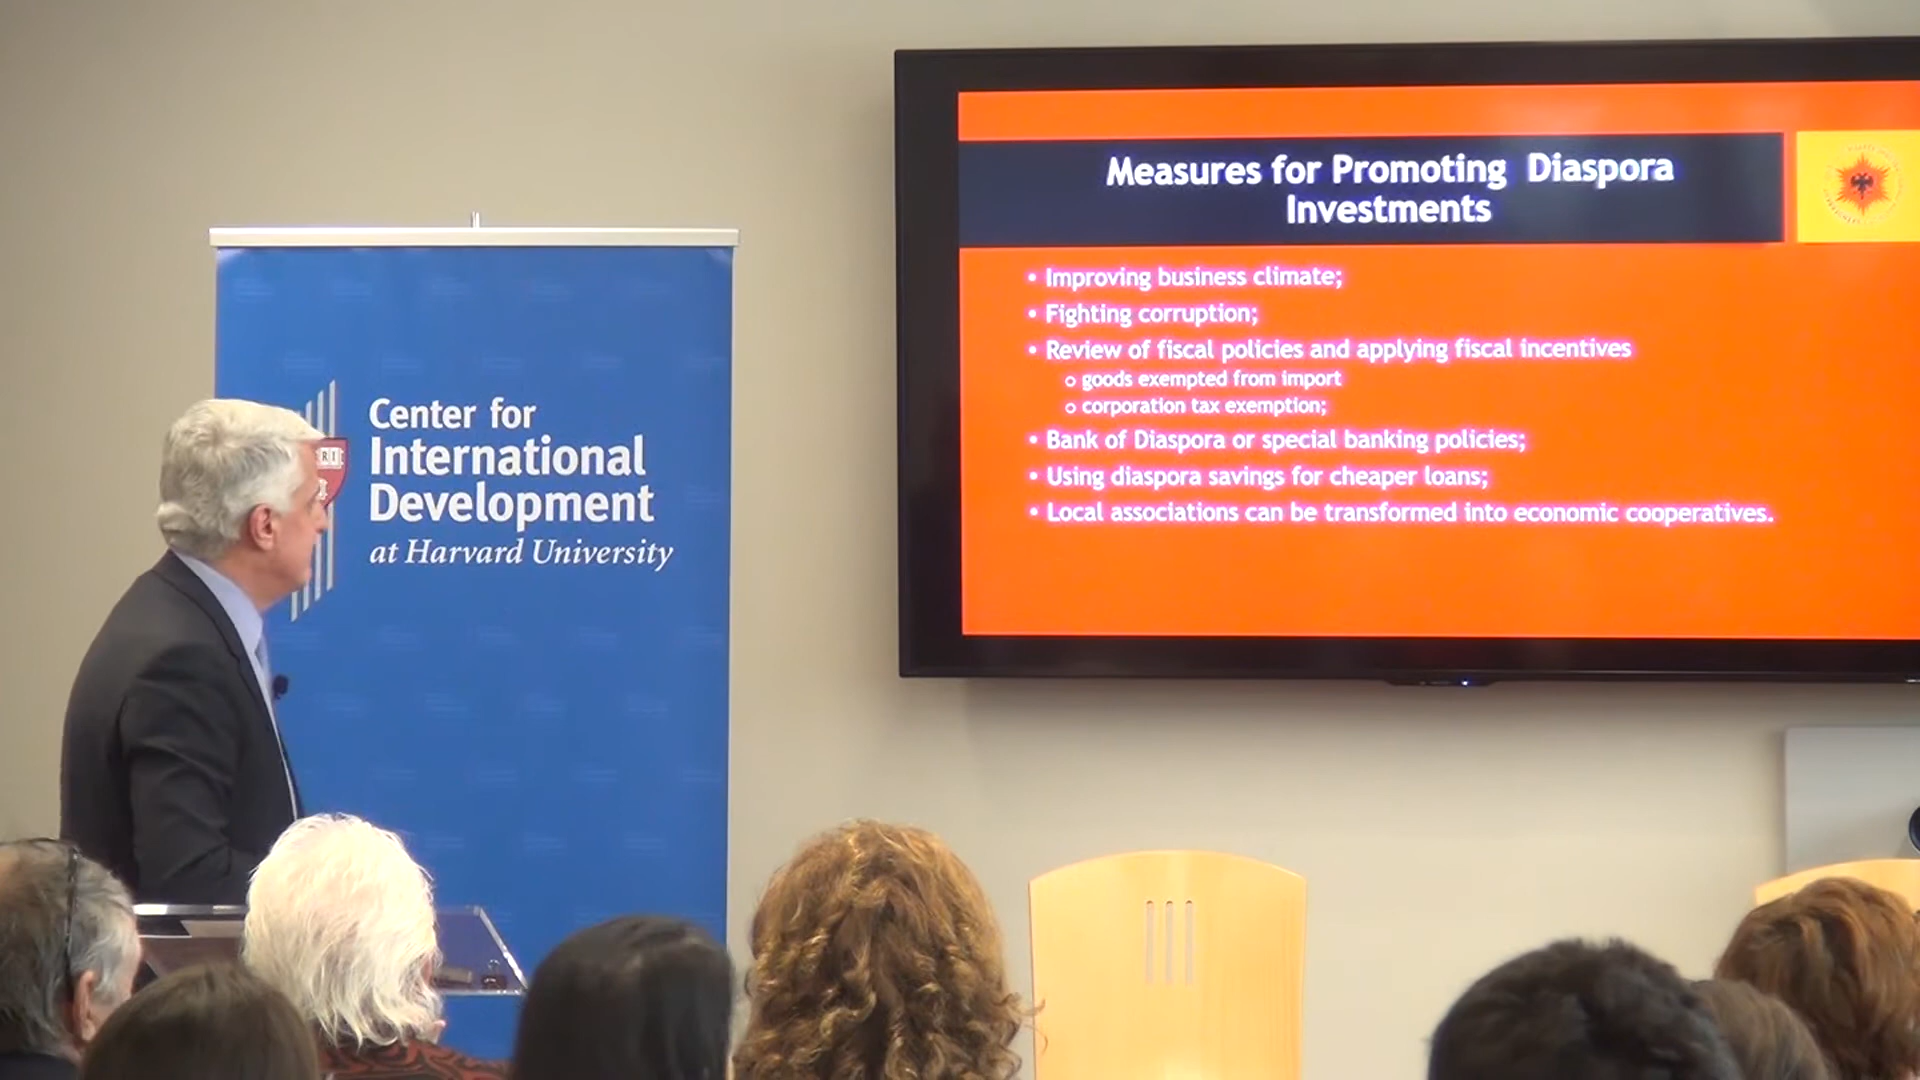 Measures for Promoting Diaspora
Investments
• Improving business climate;
• Fighting corruption;
• Review of fiscal policies and applying fiscal incentives
o goods exempted from import
o corporation tax exemption;
• Bank of Diaspora or special banking policies;
• Using diaspora savings for cheaper loans;
• Local associations can be transformed into economic cooperatives.
Center for
International
Development
at Harvard University